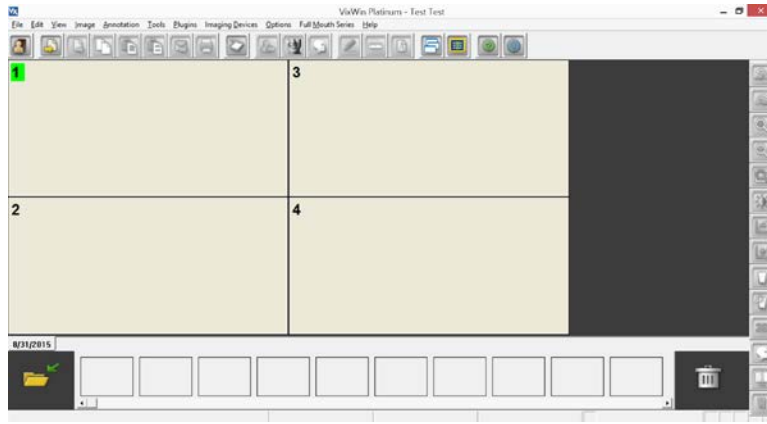 VixWin Platinum - Test Test
File Edit View Image Annotation Tools Plugins Imaging Devices Options Full Mouth Series Help
1
3
2
4
8/31/2015